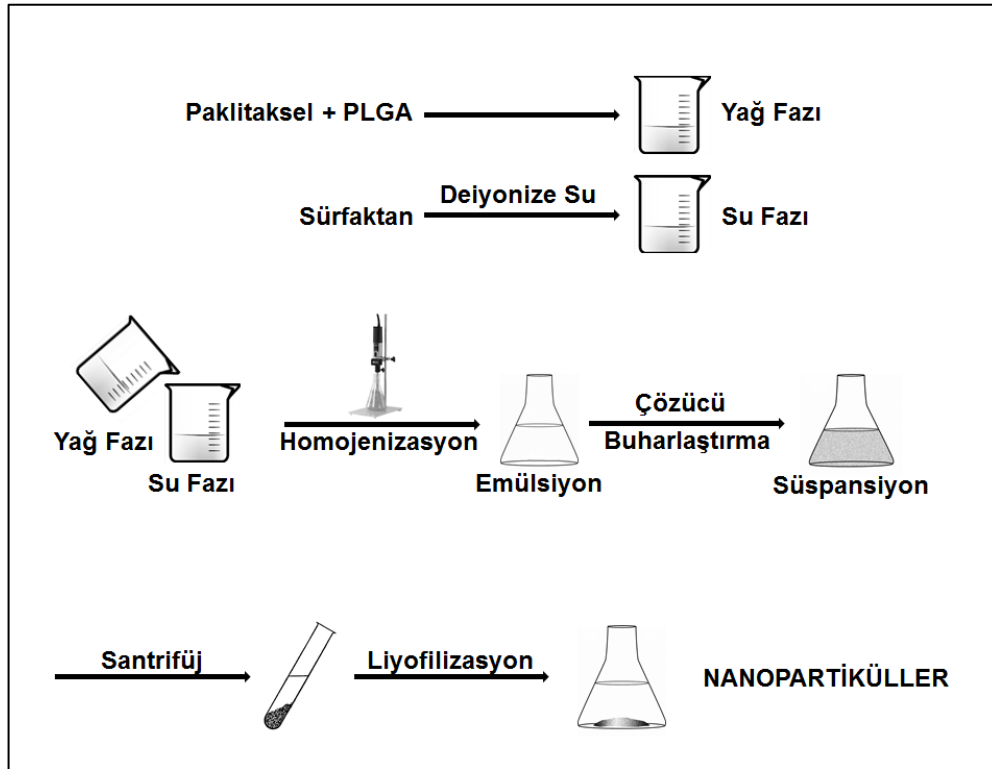 Paklitaksel + PLGA
Yağ Fazı
Deiyonize Su
Sürfaktan
Su Fazı
Yağ Fazı
Su Fazı
Homojenizasyon
Emülsiyon
Çözücü
Buharlaştırma
Süspansiyon
Santrifüj
Liyofilizasyon
NANOPARTİKÜLLER